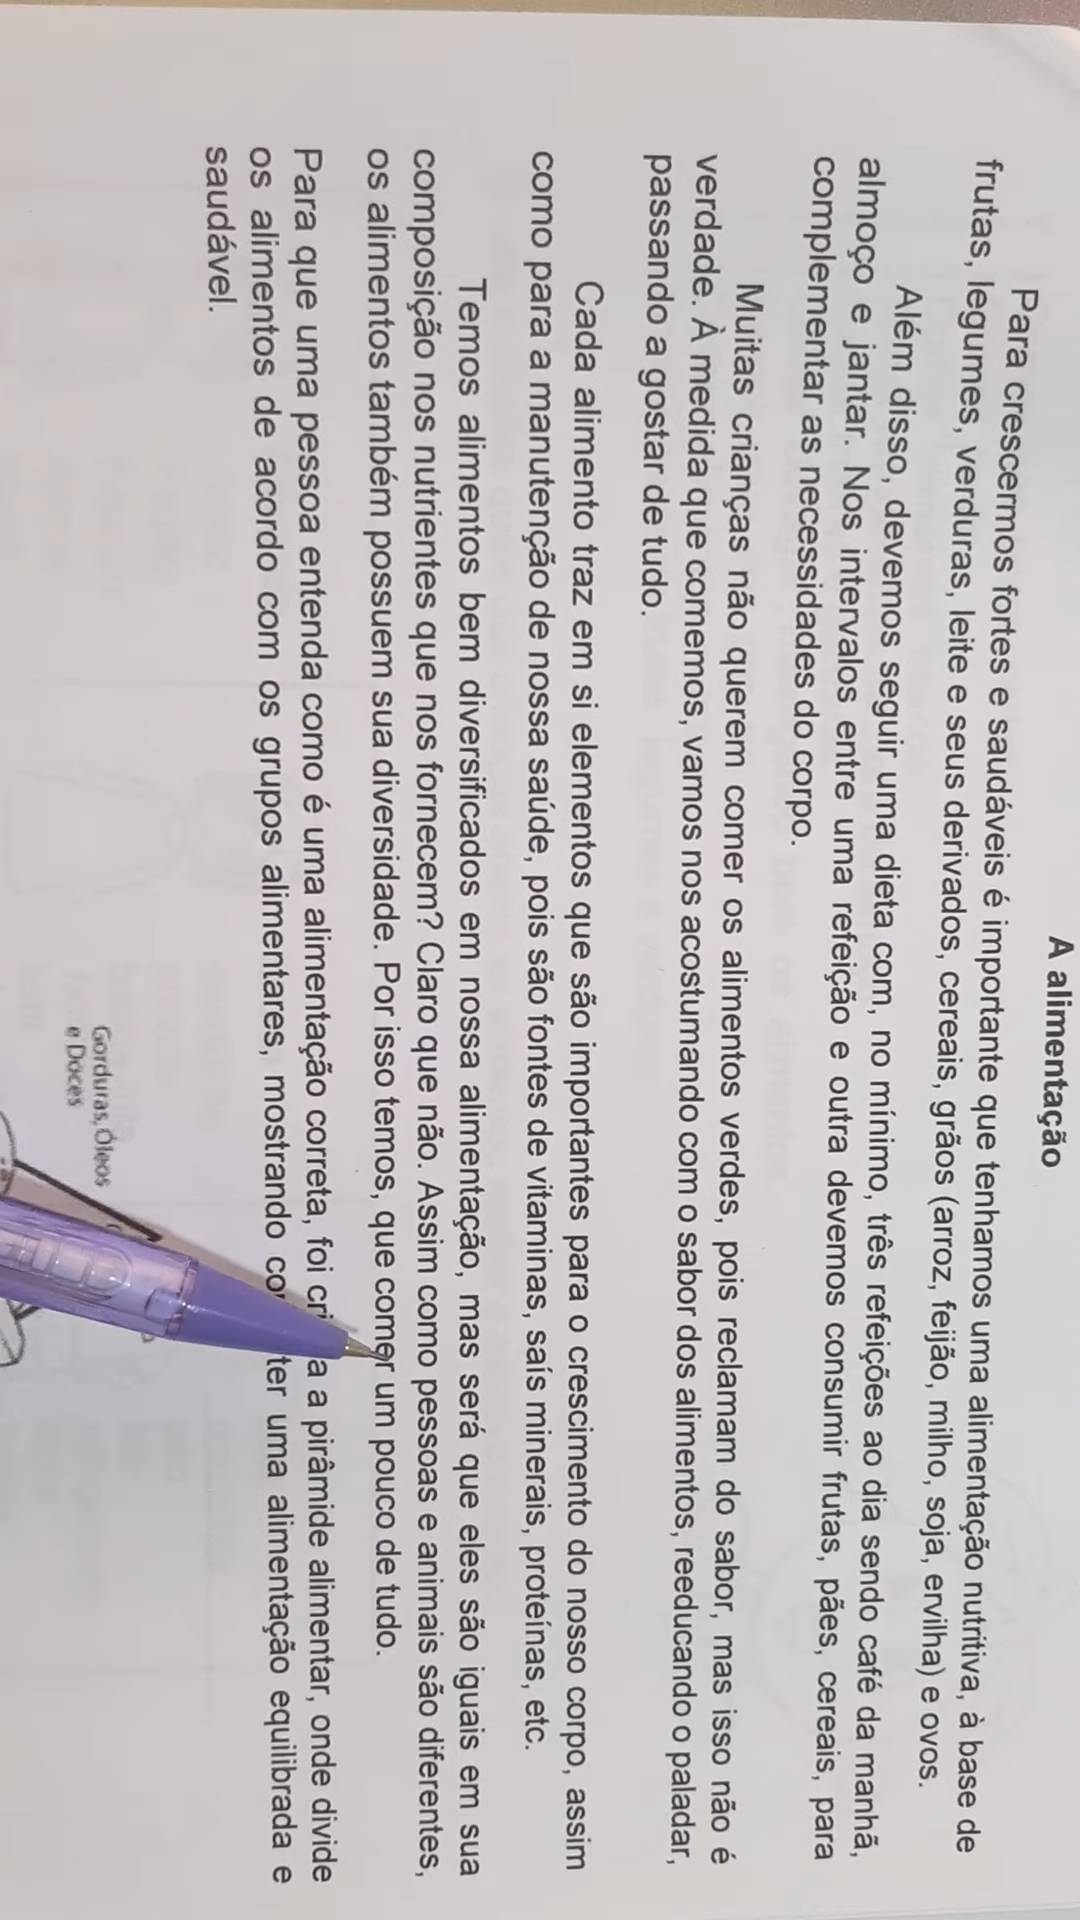 A alimentação
Para crescermos fortes e saudáveis é importante que tenhamos uma alimentação nutritiva, à base de
frutas, legumes, verduras, leite e seus derivados, cereais, grãos (arroz, feijão, milho, soja, ervilha) e ovos.
Além disso, devemos seguir uma dieta com, no mínimo, três refeições ao dia sendo café da manhã,
almoço e jantar. Nos intervalos entre uma refeição e outra devemos consumir frutas, pães, cereais, para
complementar as necessidades do corpo.
Muitas crianças não querem comer os alimentos verdes, pois reclamam do sabor, mas isso não é
verdade. À medida que comemos, vamos nos acostumando com o sabor dos alimentos, reeducando o paladar,
passando a gostar de tudo.
Cada alimento traz em si elementos que são importantes para o crescimento do nosso corpo, assim
como para a manutenção de nossa saúde, pois são fontes de vitaminas, saís minerais, proteínas, etc.
Temos alimentos bem diversificados em nossa alimentação, mas será que eles são iguais em sua
composição nos nutrientes que nos fornecem? Claro que não. Assim como pessoas e animais são diferentes,
os alimentos também possuem sua diversidade. Por isso temos, que comer um pouco de tudo.
Para que uma pessoa entenda como é uma alimentação correta, foi a pirâmide alimentar, onde divide
os alimentos de acordo com os grupos alimentares, mostrando ter uma alimentação equilibrada e
saudável.
Gorduras, Óleos
e Doces